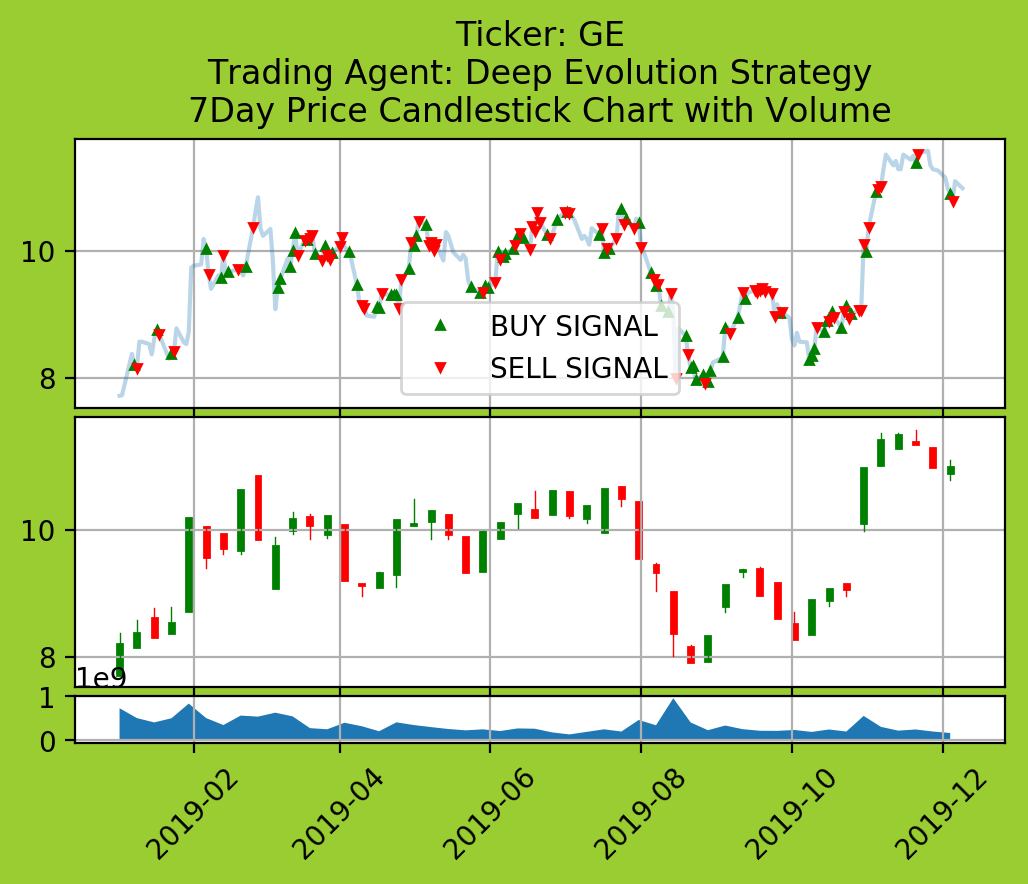 Ticker: GE
Trading Agent: Deep Evolution Strategy
7Day Price Candlestick Chart with Volume
10
8
BUY SIGNAL
SELL SIGNAL
10
8
1e9
1
0
2019-02
2019-04
2019-06
2019-08
2019-10
2019-12